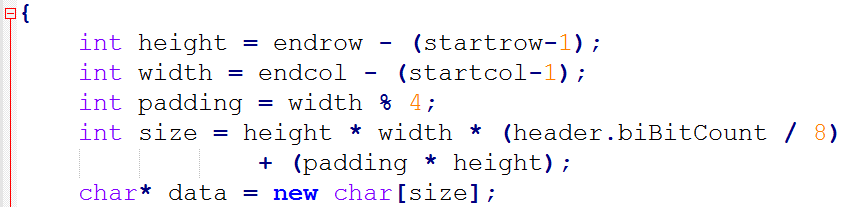 {
    int height = endrow - (startrow-1);
    int width = endcol - (startcol-1);
    int padding = width % 4;
    int size = height * width * (header.biBitCount / 8)
                + (padding * height);
    char* data = new char[size];